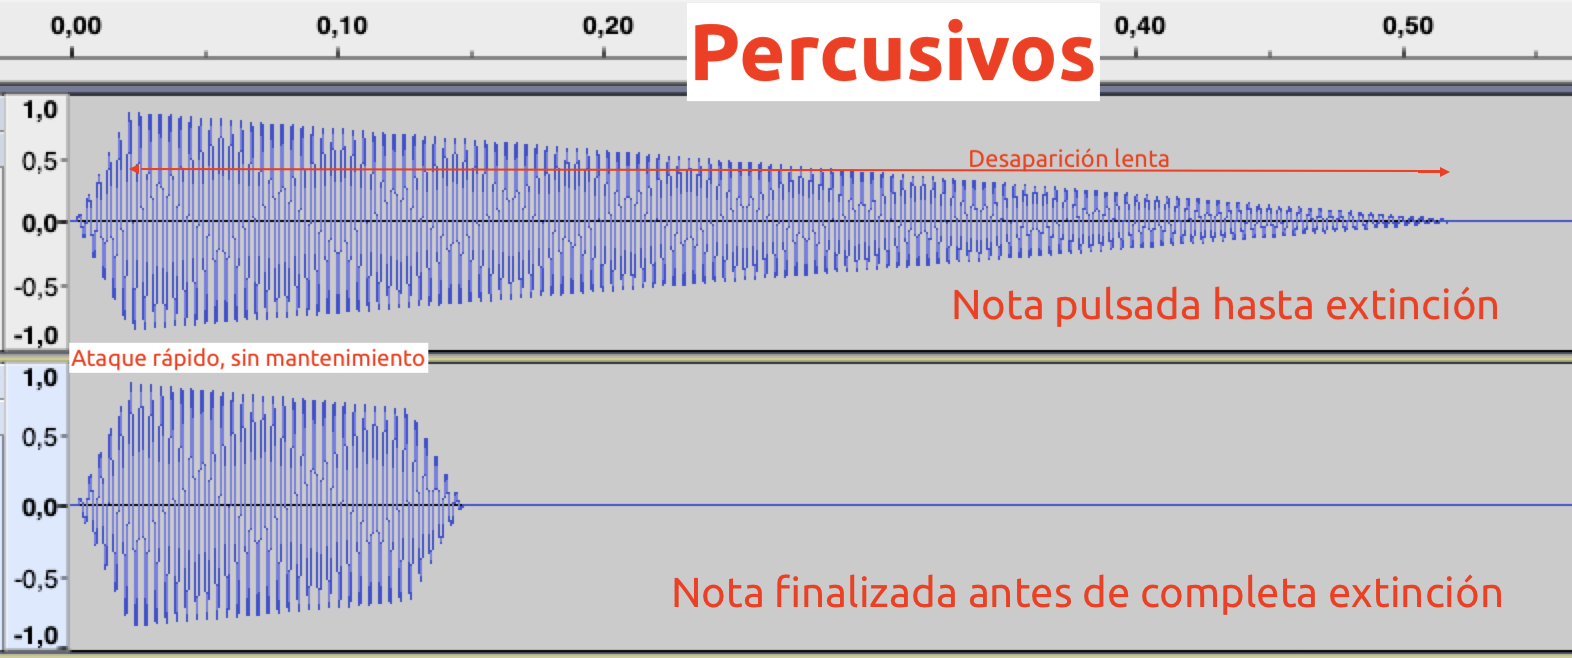 0,00 0,10 0,20 0,40 0,50
Percusivos
1,0
0,5
0,0
-0,5
-1,0
Desaparición lenta
Nota pulsada hasta extinción
Ataque rápido, sin mantenimiento
1,0
0,5
0,0
-0,5
-1,0
Nota finalizada antes de completa extinción